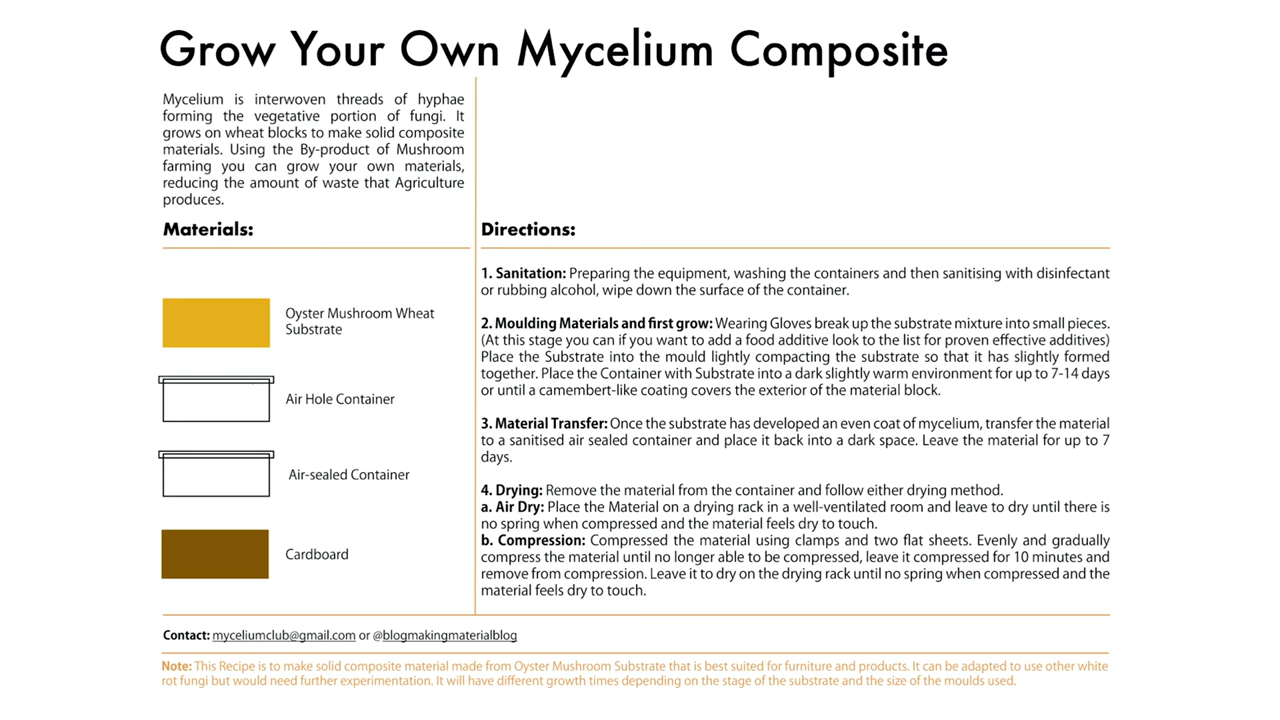 Grow Your Own Mycelium Composite
Mycelium is interwoven threads of hyphae
forming the vegetative portion of fungi. It
grows on wheat blocks to make solid composite
materials. Using the By-product of Mushroom
farming you can grow your own materials,
reducing the amount of waste that Agriculture
produces.
Materials:
Oyster Mushroom Wheat
Substrate
Air Hole Container
Air-sealed Container
Cardboard
Directions:
1. Sanitation: Preparing the equipment, washing the containers and then sanitising with disinfectant
or rubbing alcohol, wipe down the surface of the container.
2. Moulding Materials and first grow: Wearing Gloves break up the substrate mixture into small pieces.
(At this stage you can if you want to add a food additive look to the list for proven effective additives)
Place the Substrate into the mould lightly compacting the substrate so that it has slightly formed
together. Place the Container with Substrate into a dark slightly warm environment for up to 7-14 days
or until a camembert-like coating covers the exterior of the material block.
3. Material Transfer: Once the substrate has developed an even coat of mycelium, transfer the material
to a sanitised air sealed container and place it back into a dark space. Leave the material for up to 7
days.
4. Drying: Remove the material from the container and follow either drying method.
a. Air Dry: Place the Material on a drying rack in a well-ventilated room and leave to dry until there is
no spring when compressed and the material feels dry to touch.
b. Compression: Compressed the material using clamps and two flat sheets. Evenly and gradually
compress the material until no longer able to be compressed, leave it compressed for 10 minutes and
remove from compression. Leave it to dry on the drying rack until no spring when compressed and the
material feels dry to touch.
Contact: myceliumclub@gmail.com or @blogmakingmaterialblog
Note: This Recipe is to make solid composite material made from Oyster Mushroom Substrate that is best suited for furniture and products. It can be adapted to use other white
rot fungi but would need further experimentation. It will have different growth times depending on the stage of the substrate and the size of the moulds used.